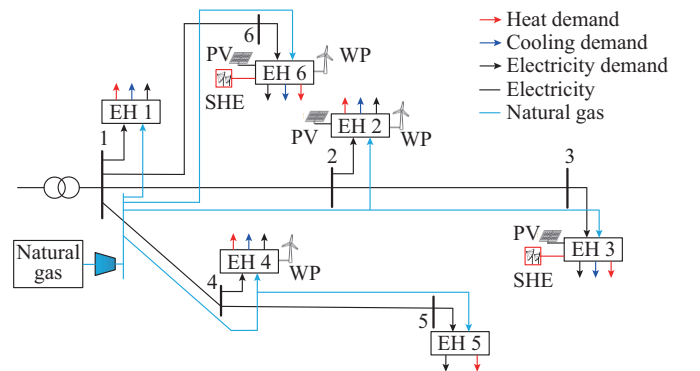 6
PV
WP
EH 6
SHE
Heat demand
Cooling demand
Electricity demand
Electricity
Natural gas
EH 1
1
PV
EH 2
WP
2
3
PV
EH 3
SHE
Natural
gas
EH 4
WP
4
5
EH 5